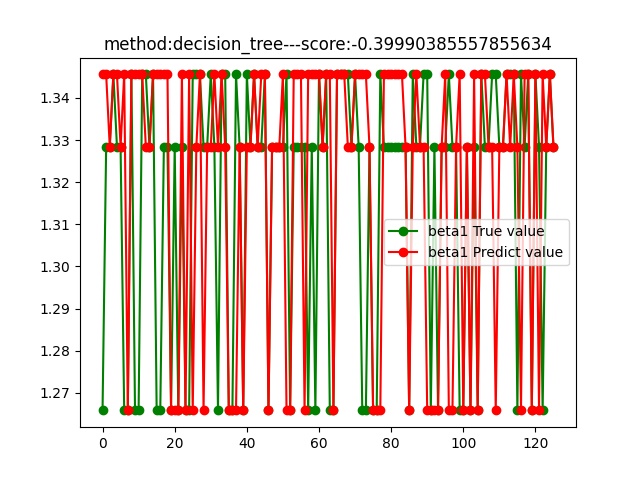 method:decision_tree---score:-0.39990385557855634
1.34
1.33
1.32
1.31
1.30
1.29
1.28
1.27
beta1 True value
beta1 Predict value
0 20 40 60 80 100 120